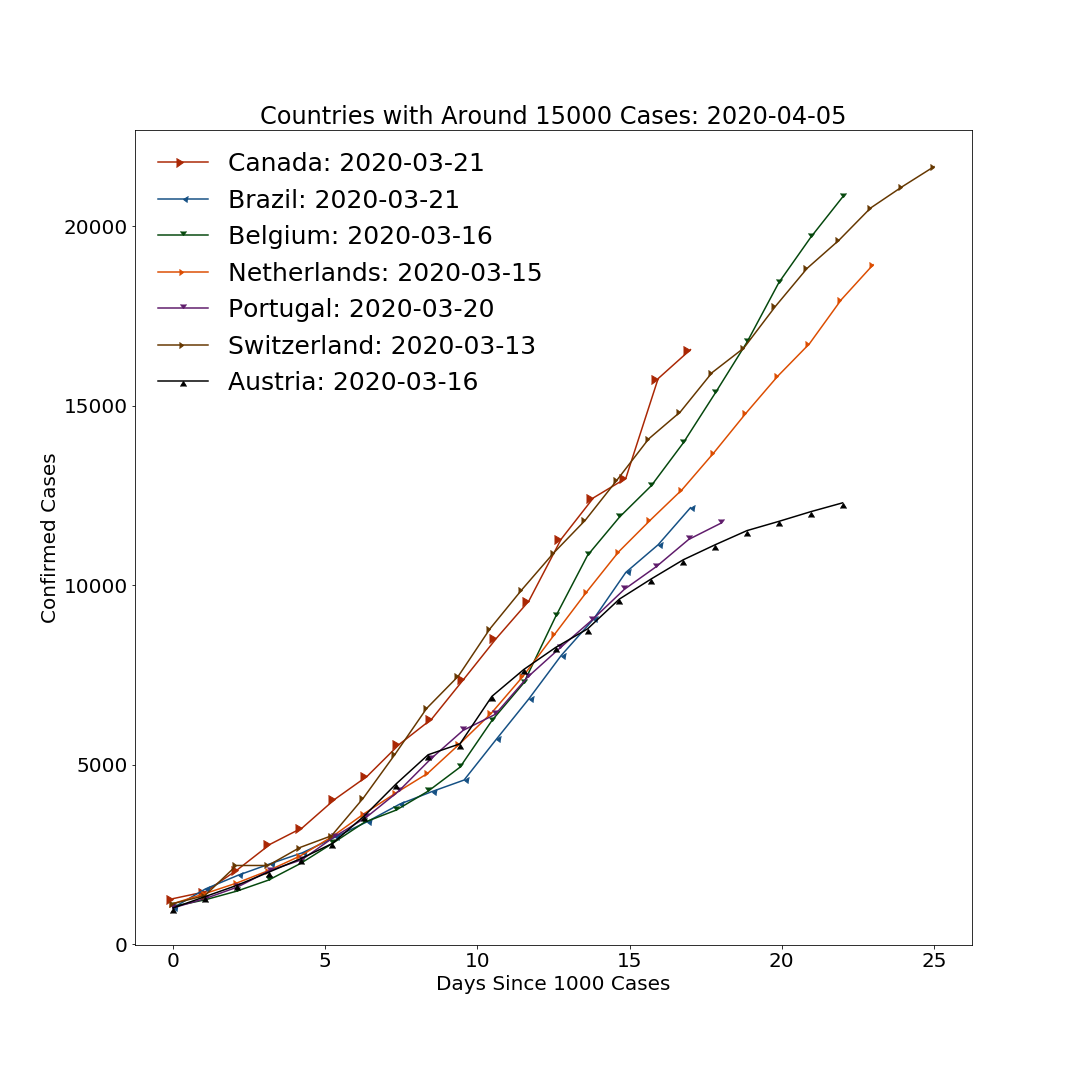 Countries with Around 15000 Cases: 2020-04-05
Canada: 2020-03-21
Brazil: 2020-03-21
Belgium: 2020-03-16
Netherlands: 2020-03-15
Portugal: 2020-03-20
Switzerland: 2020-03-13
Austria: 2020-03-16
20000
15000
10000
5000
0
Confirmed Cases
0 5 10 15 20 25
Days Since 1000 Cases